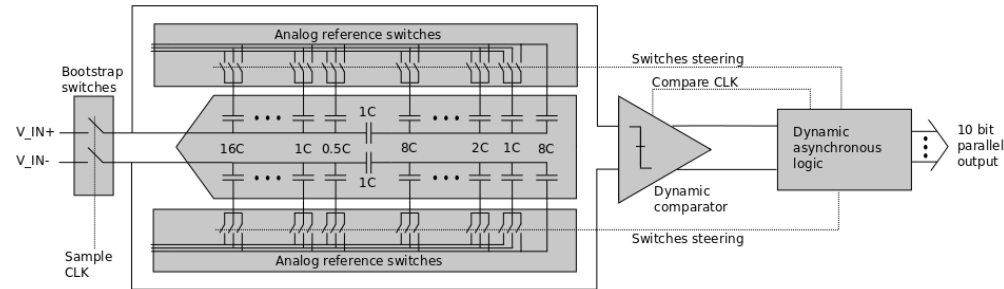 Analog reference switches
Bootstrap
switches
V_IN+
V_IN-
Sample
CLK
1C
16C
1C
0.5C
8C
2C
1C
8C
1C
Analog reference switches
Switches steering
Compare CLK
Dynamic
comparator
Switches steering
Dynamic
asynchronous
logic
10 bit
parallel
output